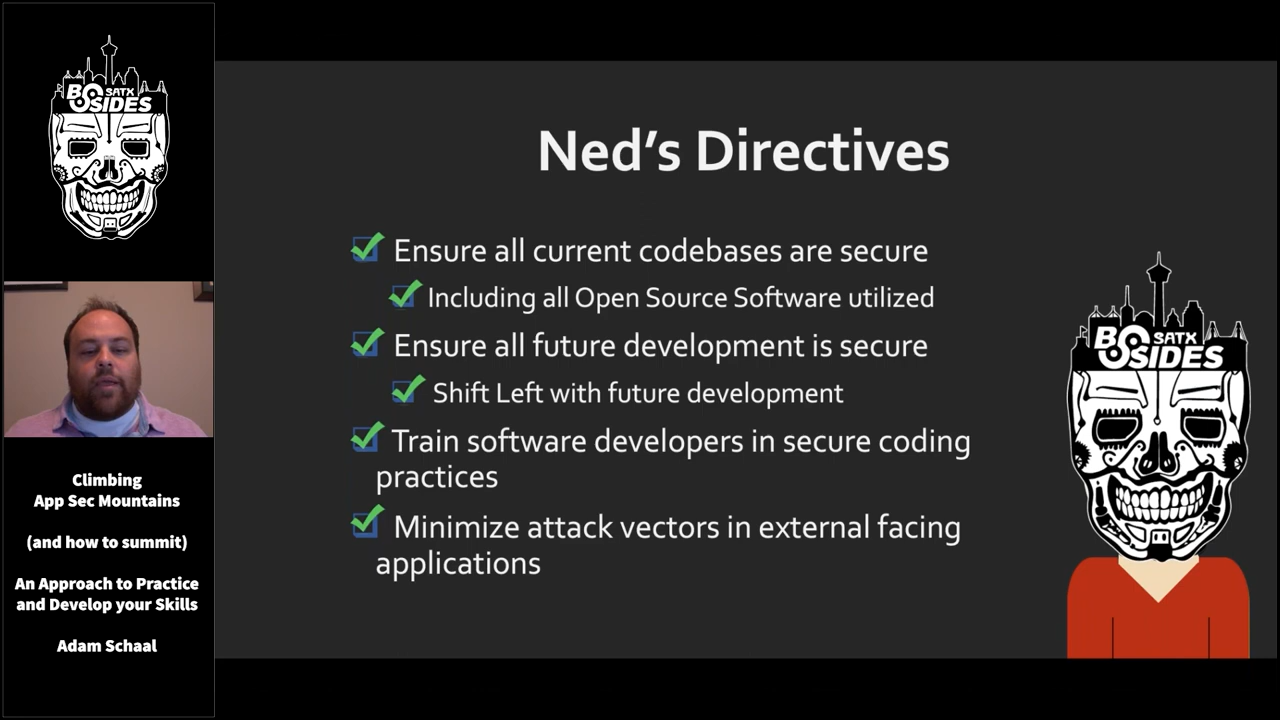 BSIDES
SATX
Climbing
App Sec Mountains
(and how to summit)
An Approach to Practice
and Develop your Skills
Adam Schaal
Ned's Directives
Ensure all current codebases are secure
Including all Open Source Software utilized
Ensure all future development is secure
Shift Left with future development
Train software developers in secure coding
practices
Minimize attack vectors in external facing
applications
BSIDES
SATX